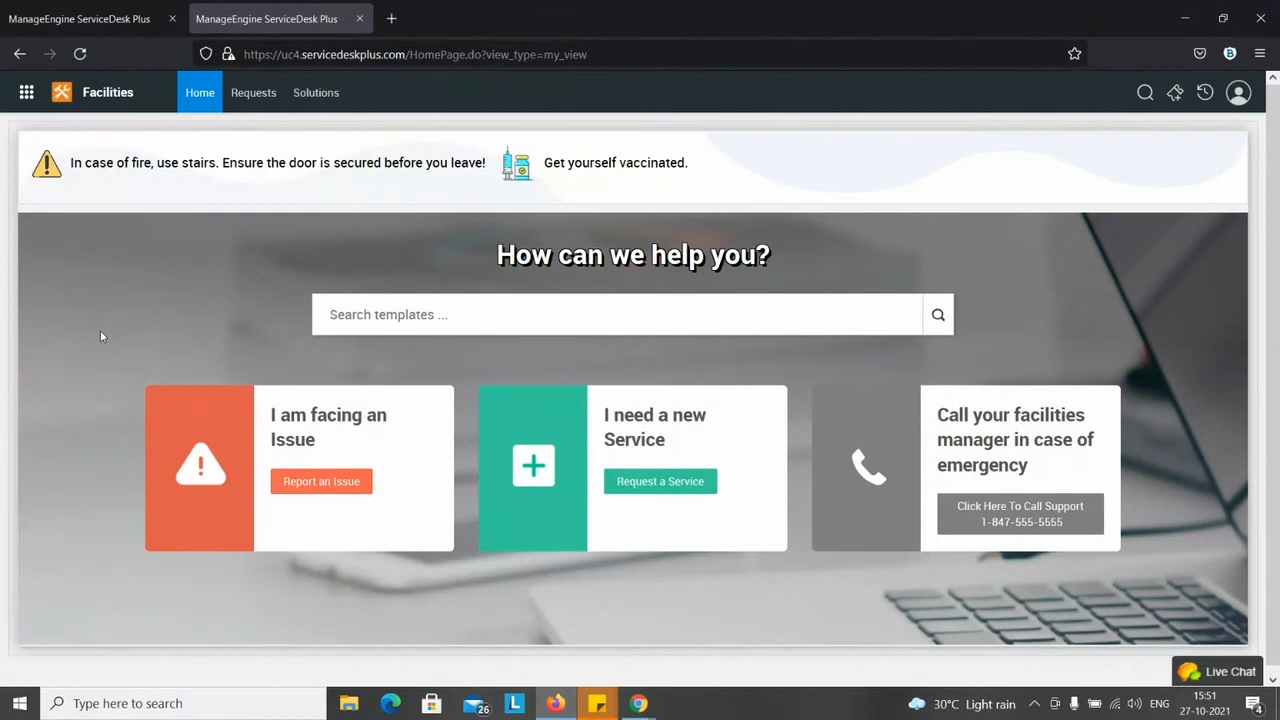 ManageEngine ServiceDesk Plus
ManageEngine ServiceDesk Plus
https://uc4.servicedeskplus.com/HomePage.do?view_type=my_view
Facilities
Home
Requests
Solutions
In case of fire, use stairs. Ensure the door is secured before you leave!
Get yourself vaccinated.
How can we help you?
Search templates ...
I am facing an
Issue
Report an Issue
I need a new
Service
Request a Service
Call your facilities
manager in case of
emergency
Click Here To Call Support
1-847-555-5555
Live Chat
Type here to search
26
L
30°C Light rain
ENG
15:51
27-10-2021
4